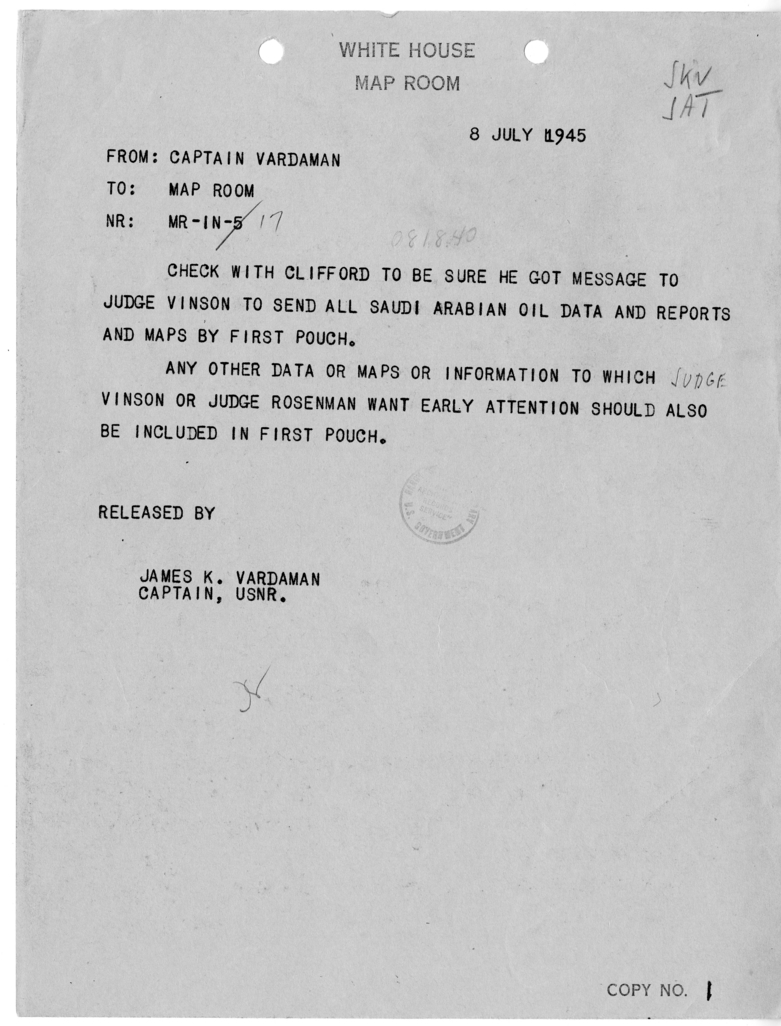 WHITE HOUSE
MAP ROOM
8 JULY 1945
FROM: CAPTAIN VARDAMAN
TO: MAP ROOM
NR: MR-IN-5 17
CHECK WITH CLIFFORD TO BE SURE HE GOT MESSAGE TO
JUDGE VINSON TO SEND ALL SAUDI ARABIAN OIL DATA AND REPORTS
AND MAPS BY FIRST POUCH.
ANY OTHER DATA OR MAPS OR INFORMATION TO WHICH JUDGE
VINSON OR JUDGE ROSENMAN WANT EARLY ATTENTION SHOULD ALSO
BE INCLUDED IN FIRST POUCH.
U.S. GOVERNMENT
RELEASED BY
JAMES K. VARDAMAN
CAPTAIN, USNR.
COPY NO. 1